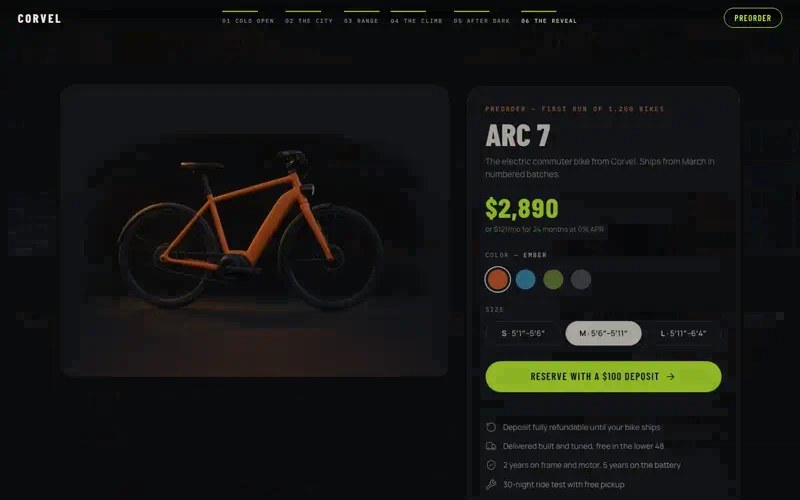 CORVEL
01 COLD OPEN
02 THE CITY
03 RANGE
04 THE CLIMB
05 AFTER DARK
06 THE REVEAL
PREORDER
PREORDER — FIRST RUN OF 1,200 BIKES
ARC 7
The electric commuter bike from Corvel. Ships from March in
numbered batches.
$2,890
or $121/mo for 24 months at 0% APR
COLOR — EMBER
SIZE
S · 5'1"–5'6"
M · 5'6"–5'11"
L · 5'11"–6'4"
RESERVE WITH A $100 DEPOSIT →
Deposit fully refundable until your bike ships
Delivered built and tuned, free in the lower 48
2 years on frame and motor, 5 years on the battery
30-night ride test with free pickup